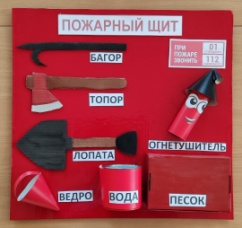 ПОЖАРНЫЙ ЩИТ
БАГОР
ПРИ
ПОЖАРЕ
ЗВОНИТЬ
01
112
ТОПОР
ЛОПАТА
ОГНЕТУШИТЕЛЬ
ВЕДРО
ВОДА
ПЕСОК